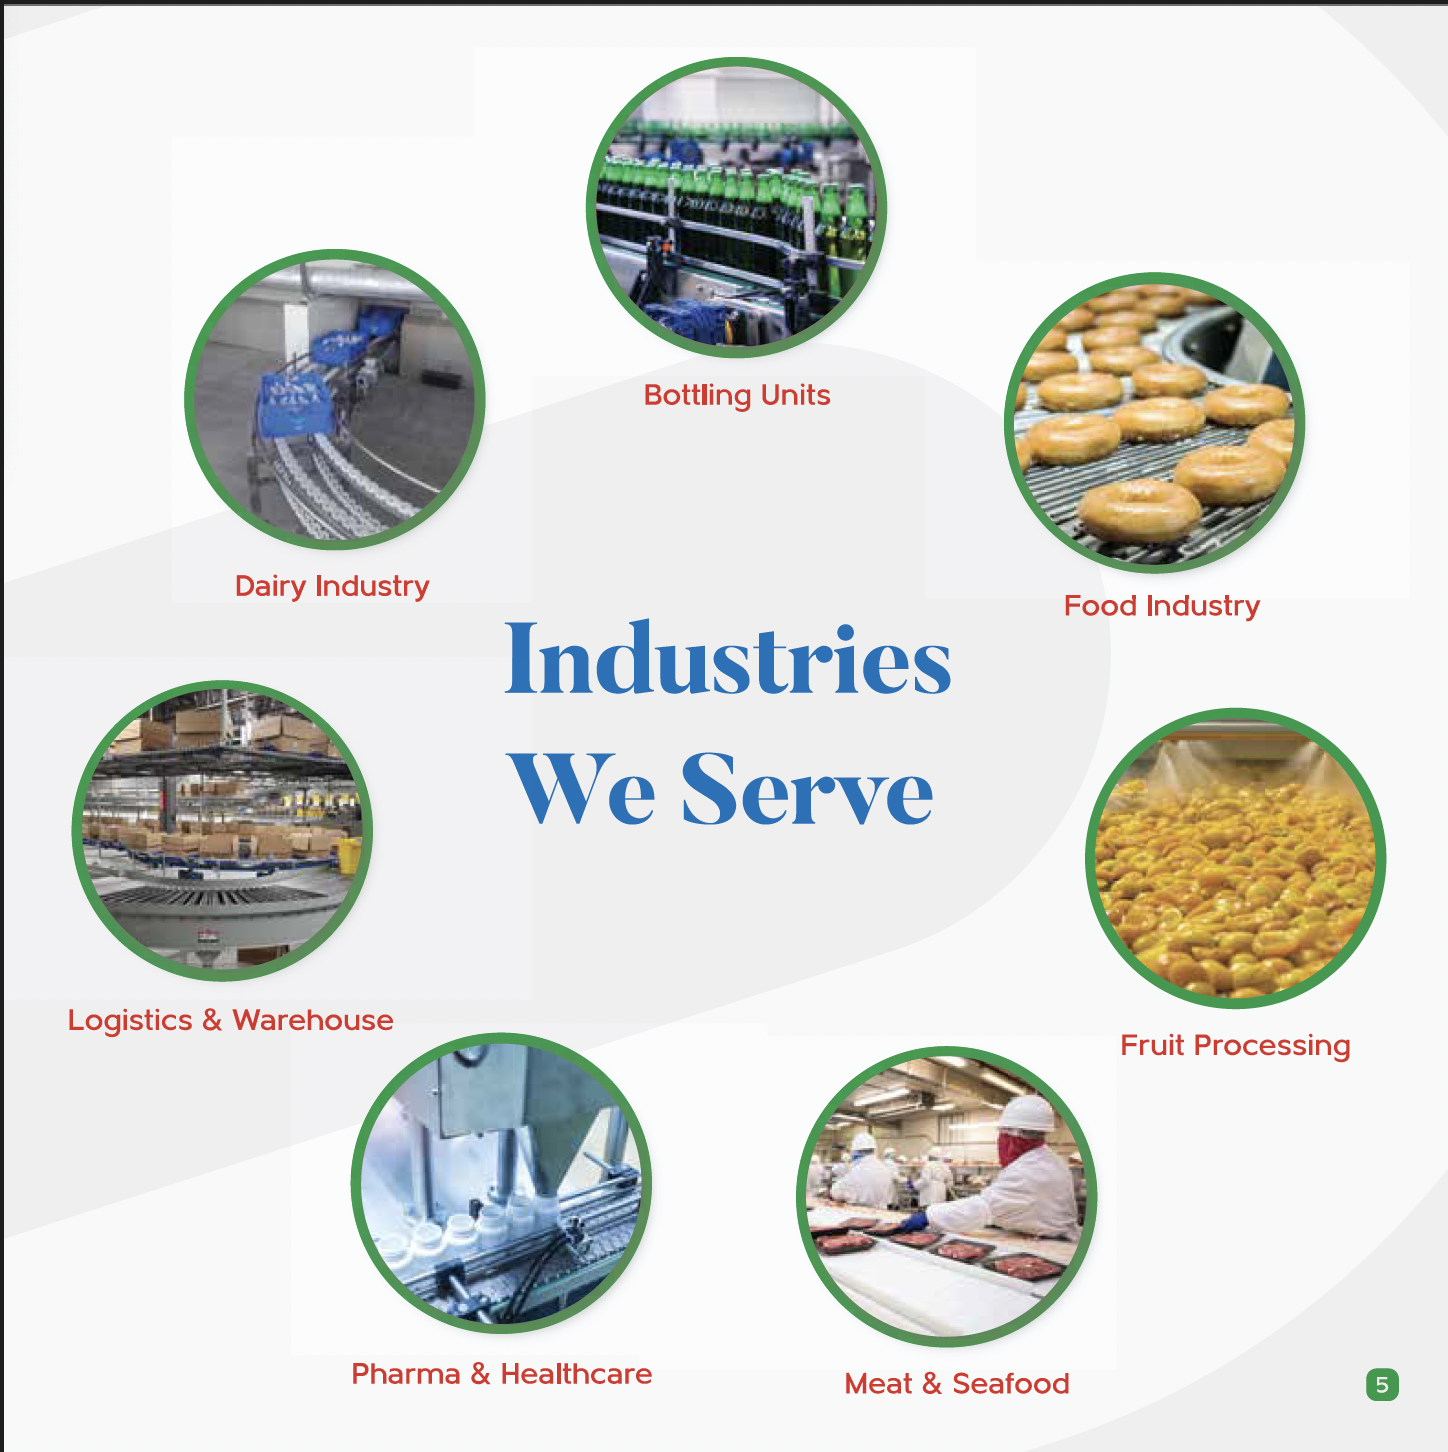 Bottling Units
Dairy Industry
Food Industry
Industries
We Serve
Logistics & Warehouse
Fruit Processing
Pharma & Healthcare
Meat & Seafood
5